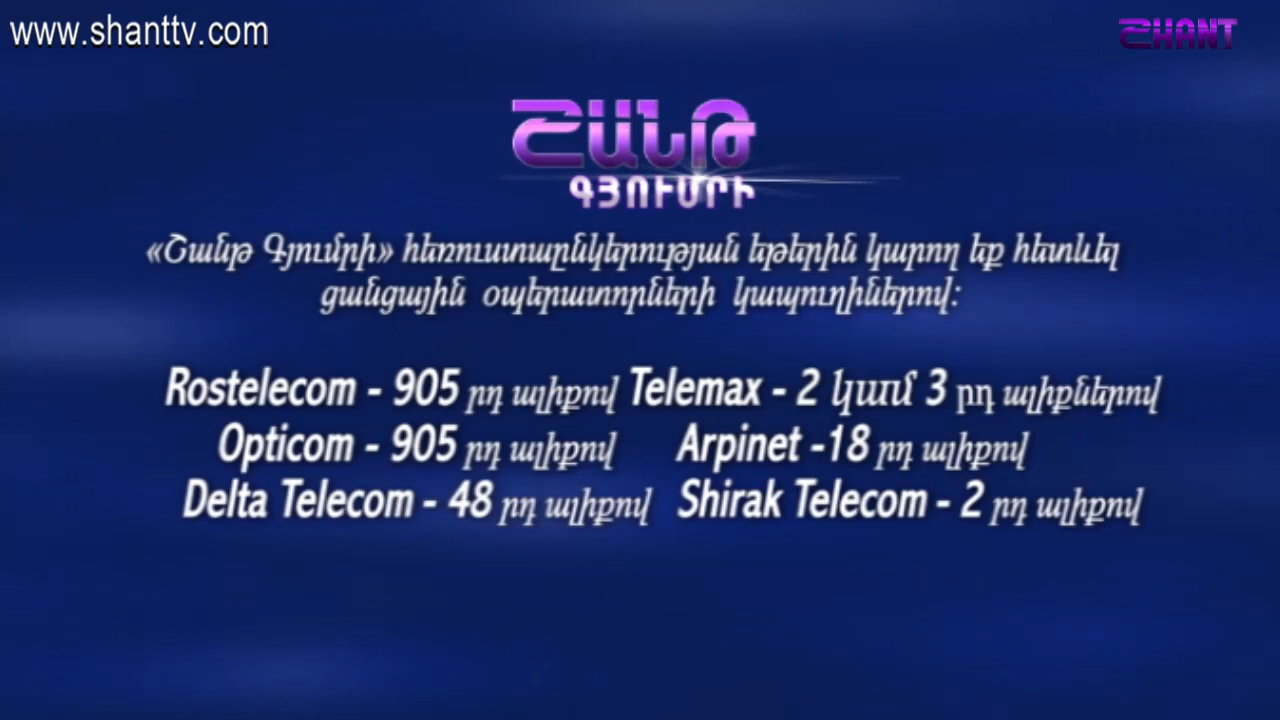 www.shanttv.com
SHANT
ՇԱՆԹ
ԳՅՈՒՄՐԻ
«Շանթ Գյումրի» հեռուստաընկերության եթերին կարող եք հետևել
ցանցային օպերատորների կապուղիներով:
Rostelecom - 905 րդ ալիքով Telemax - 2 կամ 3 րդ ալիքներով
Opticom - 905 րդ ալիքով Arpinet -18 րդ ալիքով
Delta Telecom - 48 րդ ալիքով Shirak Telecom - 2 րդ ալիքով